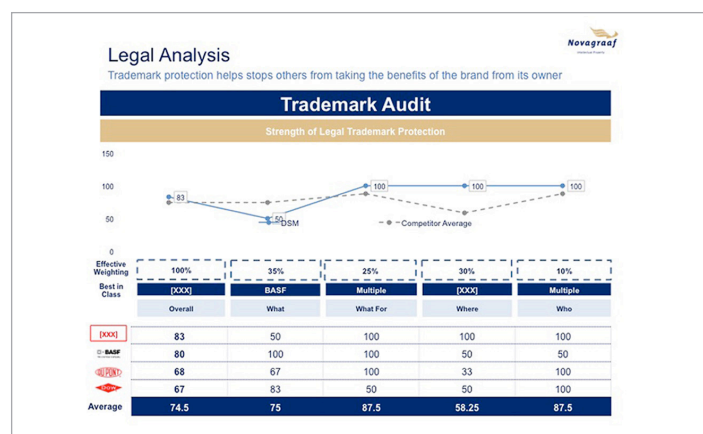 Novagraaf
Legal Analysis
Trademark protection helps stops others from taking the benefits of the brand from its owner
Trademark Audit
Strength of Legal Trademark Protection
150
100
50
0
83
50
100
100
100
DSM
Competitor Average
Effective Weighting
100% 35% 25% 30% 10%
Best in Class
[XXX] BASF Multiple [XXX] Multiple
Overall What What For Where Who
[XXX] 83 50 100 100 100
BASF 80 100 100 50 50
DUPONT 68 67 100 33 100
Dow 67 83 50 50 100
Average 74.5 75 87.5 58.25 87.5